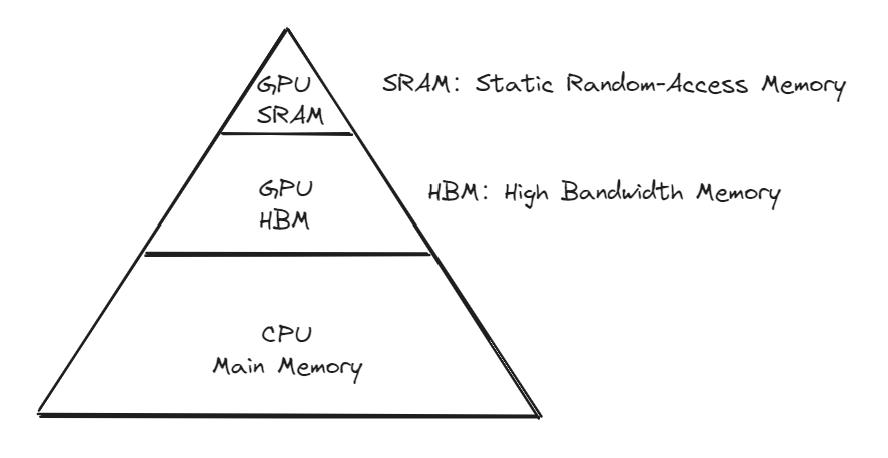 GPU
SRAM
SRAM: Static Random-Access Memory
GPU
HBM
HBM: High Bandwidth Memory
CPU
Main Memory